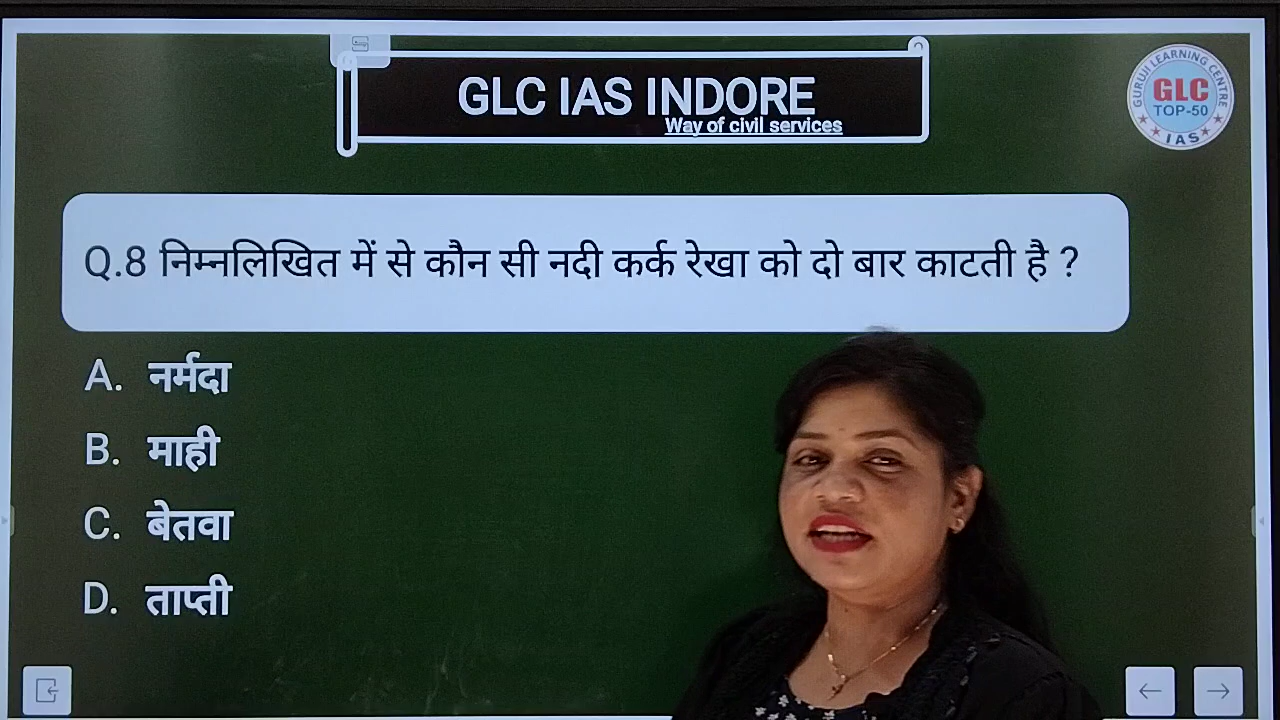 GLC IAS INDORE
Way of civil services
GURUJI LEARNING CENTRE
GLC
TOP-50
IAS
Q.8 निम्नलिखित में से कौन सी नदी कर्क रेखा को दो बार काटती है ?
A. नर्मदा
B. माही
C. बेतवा
D. ताप्ती